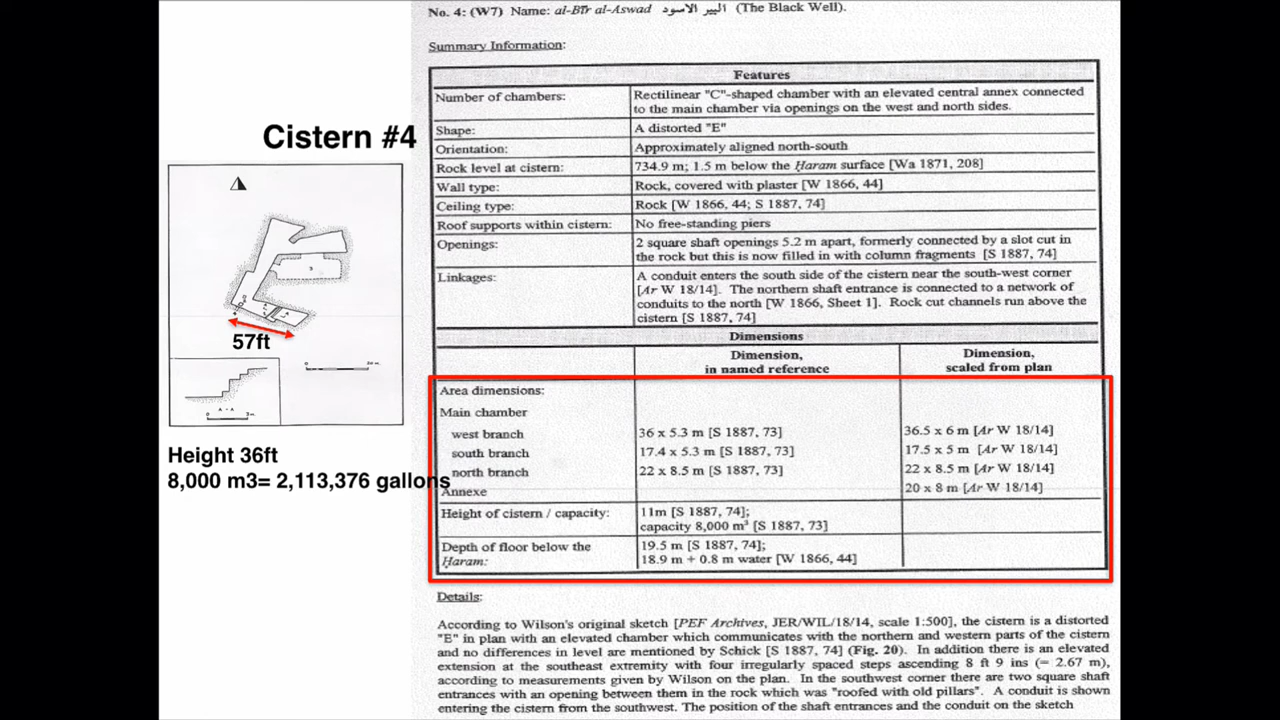 No. 4: (W7) Name: al-Bīr al-Aswad البير الاسود (The Black Well).
Summary Information:
Features
Number of chambers: Rectilinear "C"-shaped chamber with an elevated central annex connected
to the main chamber via openings on the west and north sides.
Shape: A distorted "E"
Orientation: Approximately aligned north-south
Rock level at cistern: 734.9 m; 1.5 m below the Ḥaram surface [Wa 1871, 208]
Wall type: Rock, covered with plaster [W 1866, 44]
Ceiling type: Rock [W 1866, 44; S 1887, 74]
Roof supports within cistern: No free-standing piers
Openings: 2 square shaft openings 5.2 m apart, formerly connected by a slot cut in
the rock but this is now filled in with column fragments [S 1887, 74]
Linkages: A conduit enters the south side of the cistern near the south-west corner
[Ar W 18/14]. The northern shaft entrance is connected to a network of
conduits to the north [W 1866, Sheet 1]. Rock cut channels run above the
cistern [S 1887, 74]
Dimensions
Dimension,
in named reference
Dimension,
scaled from plan
Area dimensions:
Main chamber
west branch 36 x 5.3 m [S 1887, 73] 36.5 x 6 m [Ar W 18/14]
south branch 17.4 x 5.3 m [S 1887, 73] 17.5 x 5 m [Ar W 18/14]
north branch 22 x 8.5 m [S 1887, 73] 22 x 8.5 m [Ar W 18/14]
Annexe 20 x 8 m [Ar W 18/14]
Height of cistern / capacity: 11m [S 1887, 74];
capacity 8,000 m³ [S 1887, 73]
Depth of floor below the
Ḥaram: 19.5 m [S 1887, 74];
18.9 m + 0.8 m water [W 1866, 44]
Details:
According to Wilson's original sketch [PEF Archives, JER/WIL/18/14, scale 1:500], the cistern is a distorted
"E" in plan with an elevated chamber which communicates with the northern and western parts of the cistern
and no differences in level are mentioned by Schick [S 1887, 74] (Fig. 20). In addition there is an elevated
extension at the southeast extremity with four irregularly spaced steps ascending 8 ft 9 ins (= 2.67 m),
according to measurements given by Wilson on the plan. In the southwest corner there are two square shaft
entrances with an opening between them in the rock which was "roofed with old pillars". A conduit is shown
entering the cistern from the southwest. The position of the shaft entrances and the conduit on the sketch
Cistern #4
57ft
Height 36ft
8,000 m3= 2,113,376 gallons